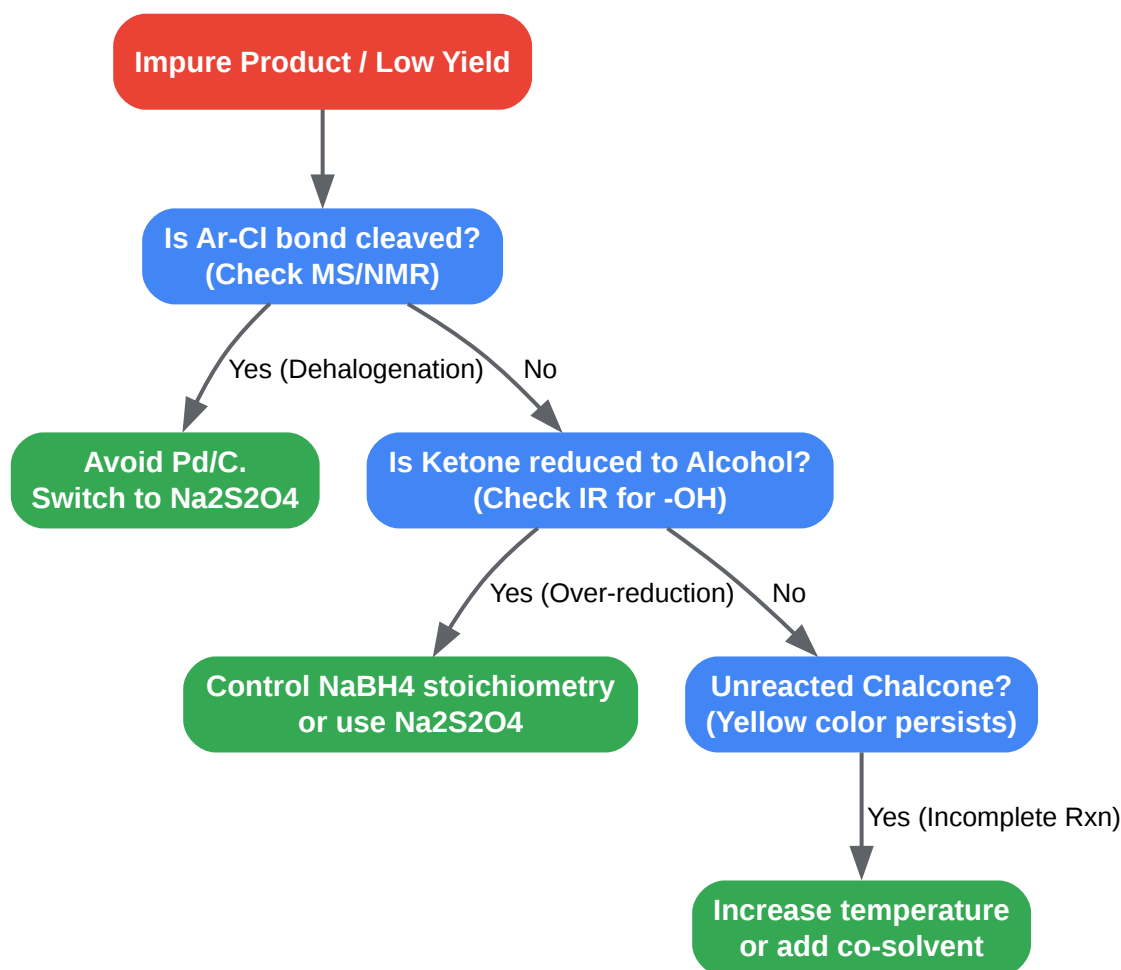 Impure Product / Low Yield
Is Ar-Cl bond cleaved?
(Check MS/NMR)
Yes (Dehalogenation)
No
Avoid Pd/C.
Switch to Na2S2O4
Is Ketone reduced to Alcohol?
(Check IR for -OH)
Yes (Over-reduction)
No
Control NaBH4 stoichiometry
or use Na2S2O4
Unreacted Chalcone?
(Yellow color persists)
Yes (Incomplete Rxn)
Increase temperature
or add co-solvent